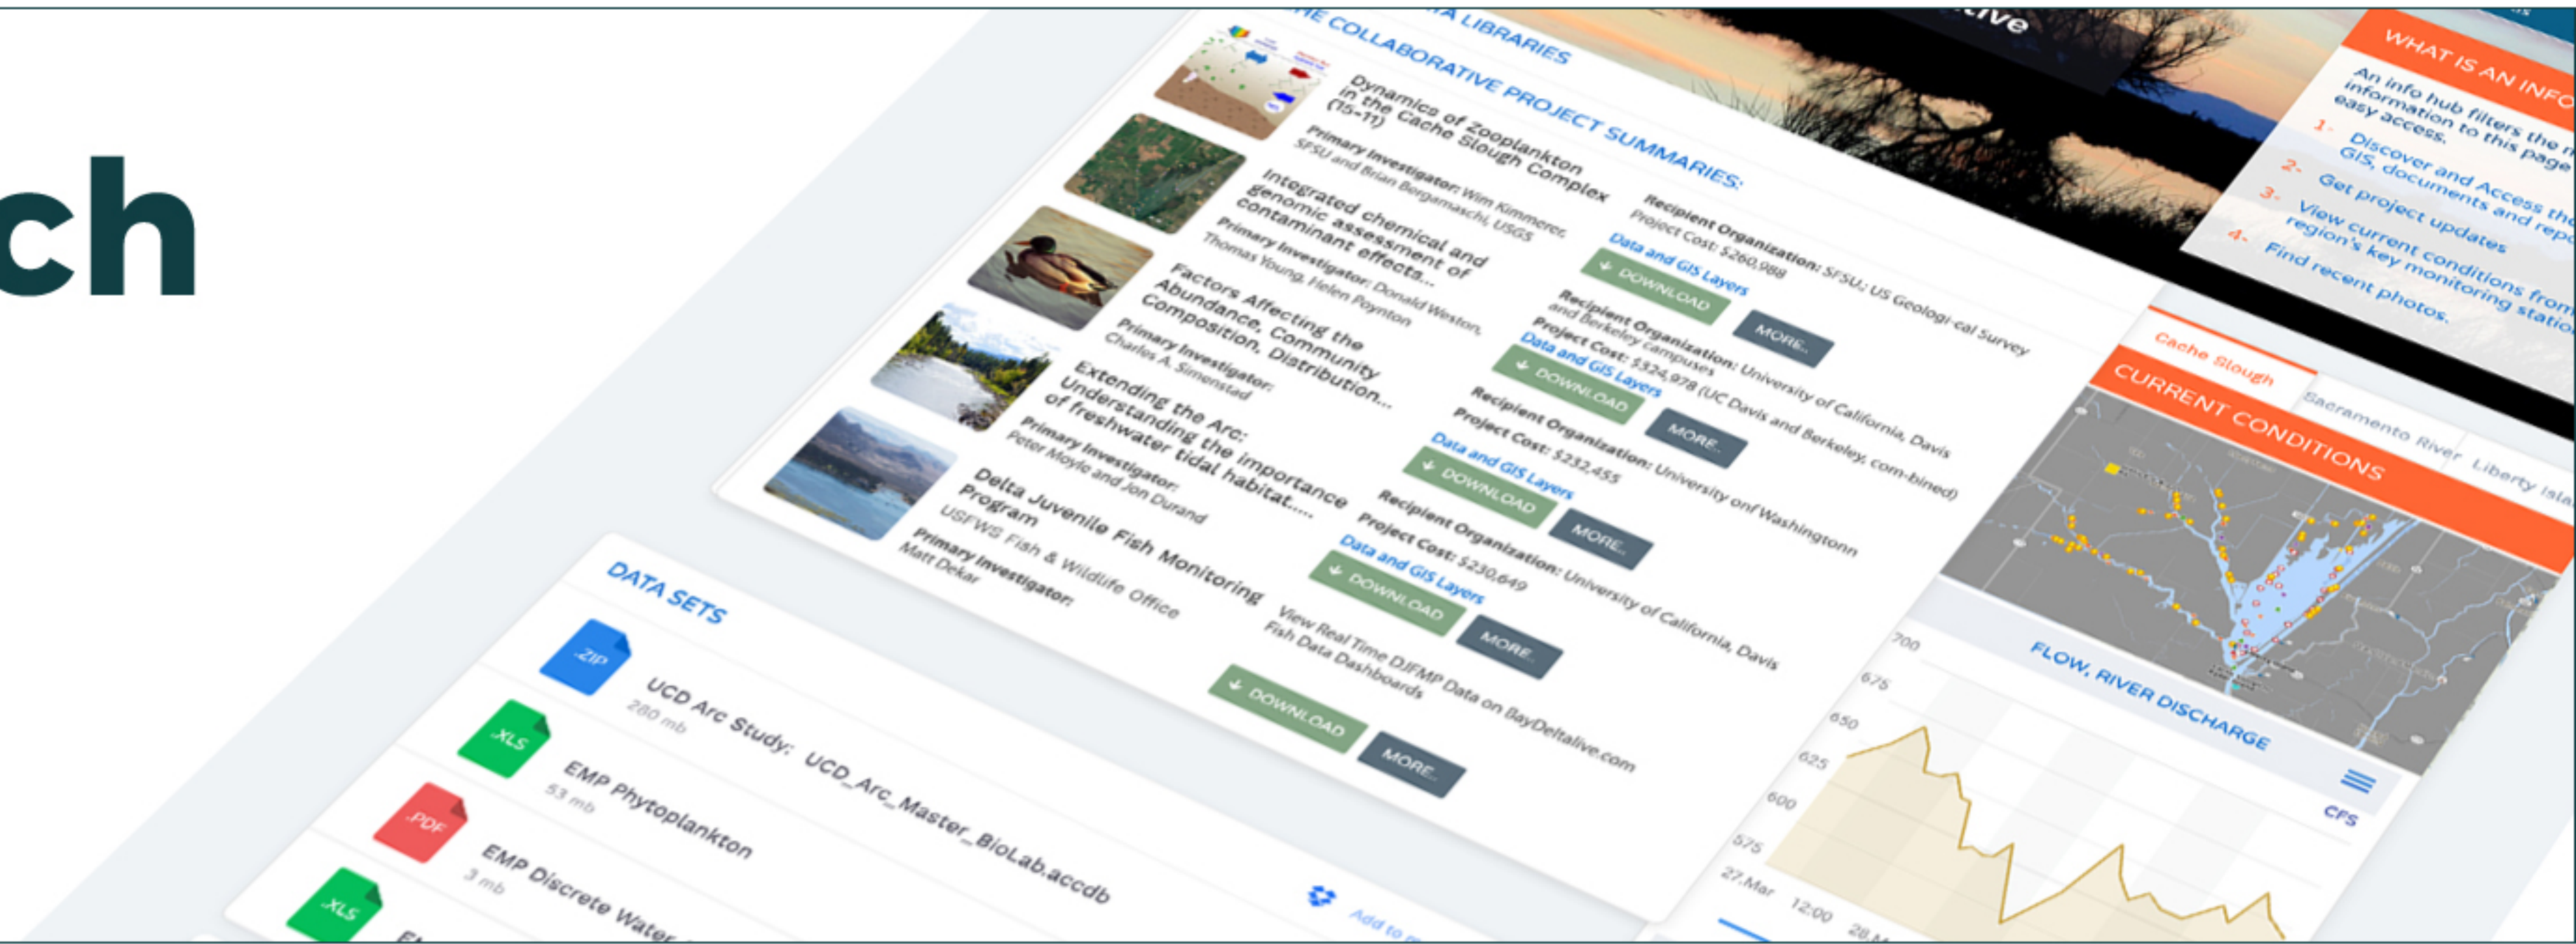 ch
COLLABORATIVE PROJECT SUMMARIES:
LIBRARIES
Dynamics of Zooplankton
in the Cache Slough Complex
(15-11)
Primary Investigator: Wim Kimmerer,
SFSU and Brian Bergamaschi, USGS
Recipient Organization: SFSU,; US Geologi-cal Survey
Project Cost: $260,988
Data and GIS Layers
DOWNLOAD
MORE..
Integrated chemical and
genomic assessment of
contaminant effects...
Primary Investigator: Donald Weston,
Thomas Young, Helen Poynton
Recipient Organization: University of California, Davis
and Berkeley campuses
Project Cost: $324,978 (UC Davis and Berkeley, com-bined)
Data and GIS Layers
DOWNLOAD
MORE..
Factors Affecting the
Abundance, Community
Composition, Distribution...
Primary Investigator:
Charles A. Simenstad
Recipient Organization: University onf Washingtonn
Project Cost: $232,455
Data and GIS Layers
DOWNLOAD
MORE..
Extending the Arc:
Understanding the importance
of freshwater tidal habitat.....
Primary Investigator:
Peter Moyle and Jon Durand
Recipient Organization: University of California, Davis
Project Cost: $230,649
Data and GIS Layers
DOWNLOAD
MORE..
Delta Juvenile Fish Monitoring
Program
USFWS Fish & Wildlife Office
Primary Investigator:
Matt Dekar
View Real Time DJFMP Data on BayDeltalive.com
Fish Data Dashboards
DOWNLOAD
MORE..
DATA SETS
.ZIP
UCD Arc Study: UCD_Arc_Master_BioLab.accdb
280 mb
.XLS
EMP Phytoplankton
53 mb
.PDF
EMP Discrete Water
3 mb
.XLS
Add to
WHAT IS AN INFO
An info hub filters the
information to this page
easy access.
1- Discover and Access the
GIS, documents and repo
2- Get project updates
3- View current conditions from
region's key monitoring statio
4- Find recent photos.
Cache Slough
Sacramento River
Liberty Isla
CURRENT CONDITIONS
FLOW, RIVER DISCHARGE
CFS
700
675
650
625
600
575
27.Mar
12:00
28.M